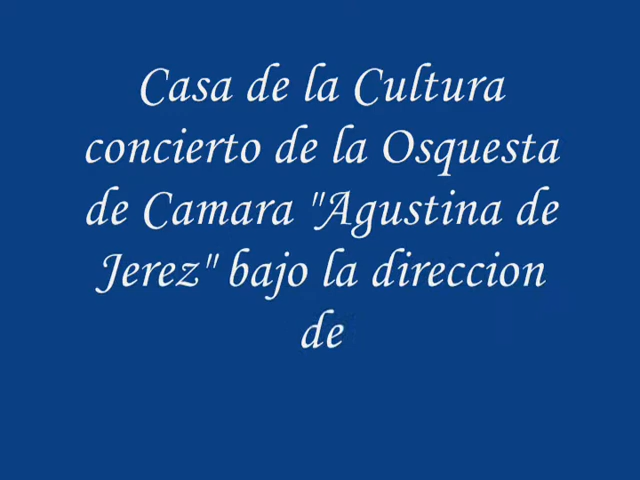 Casa de la Cultura
concierto de la Osquesta
de Camara "Agustina de
Jerez" bajo la direccion
de